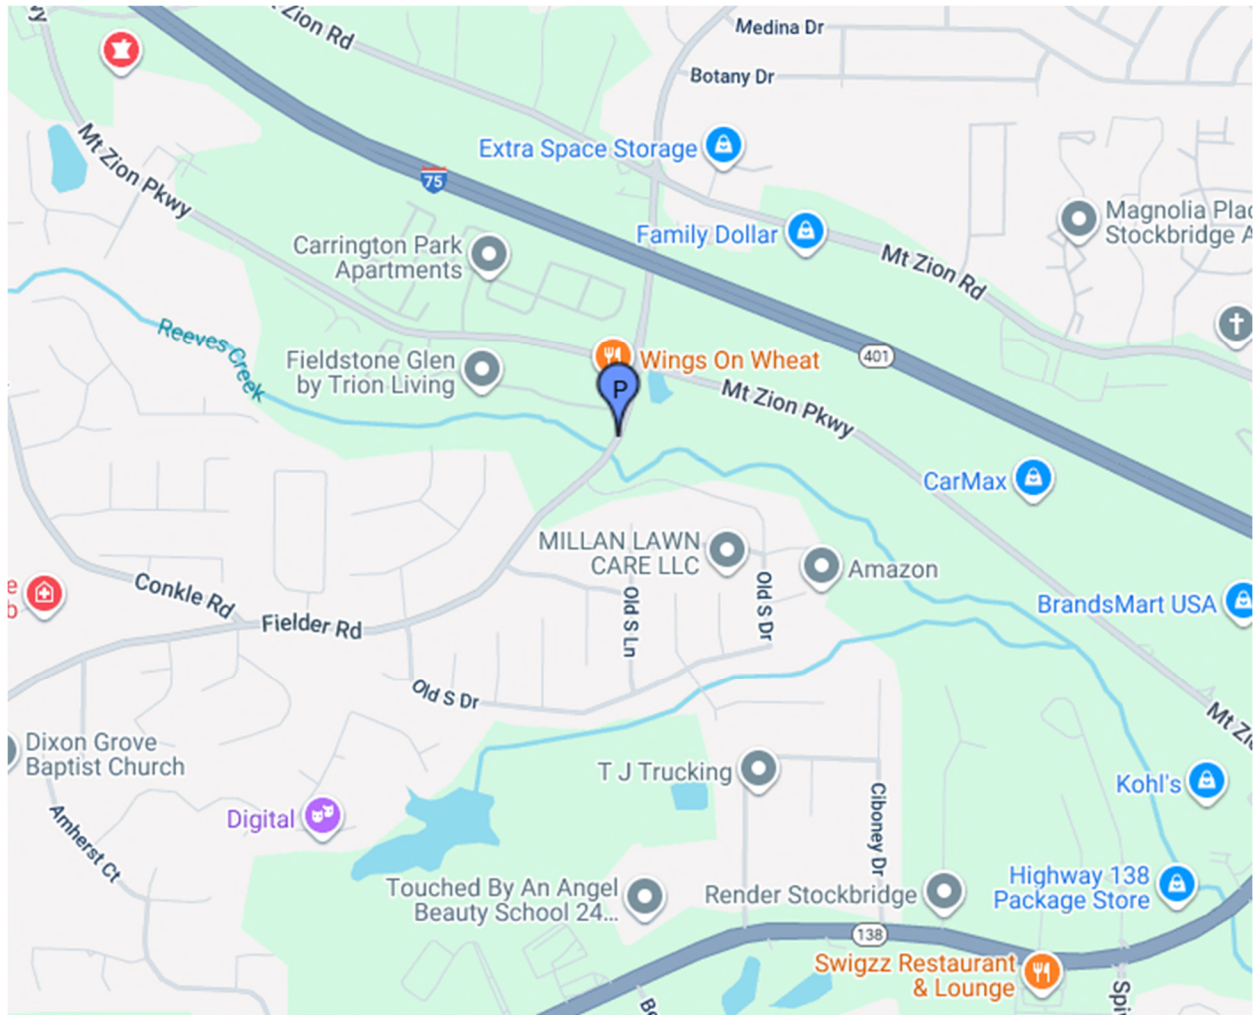 Zion Rd
Medina Dr
Botany Dr
Mt Zion Pkwy
Extra Space Storage
75
Magnolia Plac
Stockbridge A
Family Dollar
Carrington Park
Apartments
Mt Zion Rd
Reeves Creek
401
Wings On Wheat
Fieldstone Glen
by Trion Living
P
Mt Zion Pkwy
CarMax
MILLAN LAWN
CARE LLC
Amazon
Conkle Rd
Fielder Rd
Old S Ln
Old S Dr
BrandsMart USA
Old S Dr
Mt Zi
Dixon Grove
Baptist Church
T J Trucking
Kohl's
Digital
Amherst Ct
Ciboney Dr
Touched By An Angel
Beauty School 24...
Render Stockbridge
Highway 138
Package Store
138
Swigzz Restaurant
& Lounge
Spi